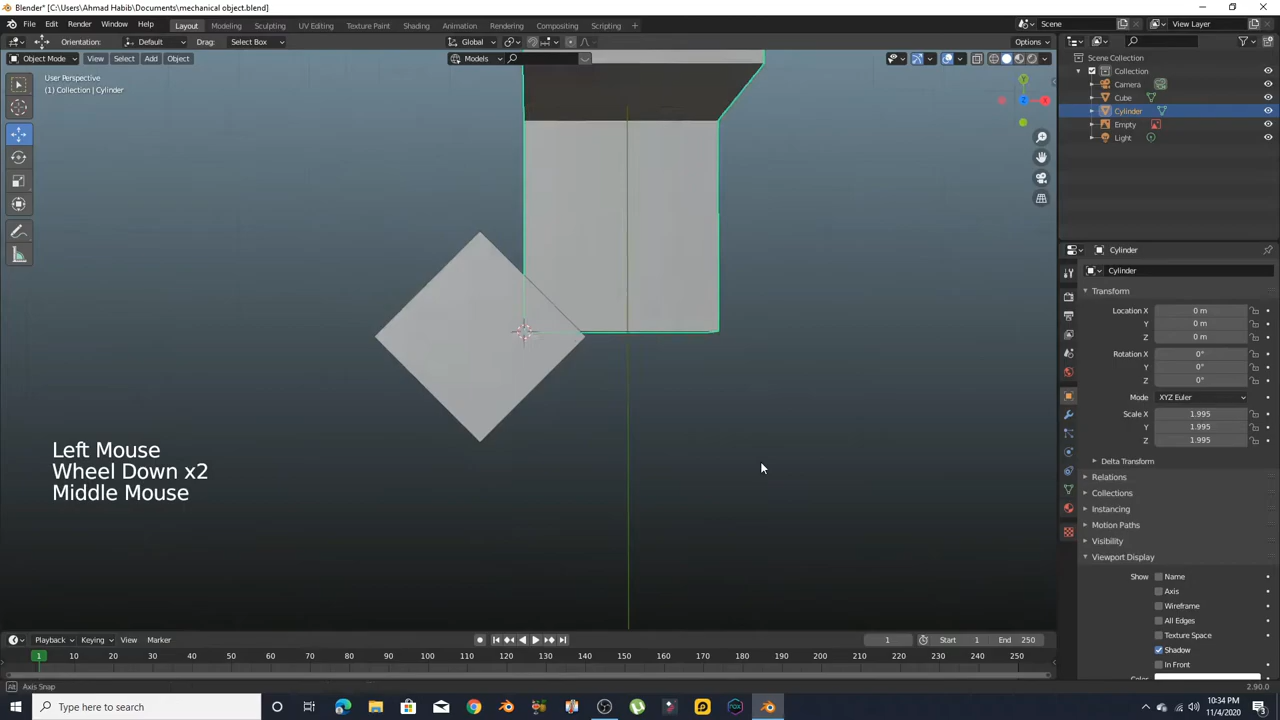 Blender* [C:\Users\Ahmad Habib\Documents\mechanical object.blend]
File Edit Render Window Help Layout Modeling Sculpting UV Editing Texture Paint Shading Animation Rendering Compositing Scripting Scene View Layer
Orientation: Default Drag: Select Box Global Options
Object Mode View Select Add Object Models
User Perspective
(1) Collection | Cylinder
Scene Collection
Collection
Camera
Cube
Cylinder
Empty
Light
X
Y
Z
Cylinder
Cylinder
Transform
Location X 0 m
Y 0 m
Z 0 m
Rotation X 0°
Y 0°
Z 0°
Mode XYZ Euler
Scale X 1.995
Y 1.995
Z 1.995
Delta Transform
Relations
Collections
Instancing
Motion Paths
Visibility
Viewport Display
Show Name
Axis
Wireframe
All Edges
Texture Space
Shadow
In Front
Color
Left Mouse
Wheel Down x2
Middle Mouse
Playback Keying View Marker 1 Start 1 End 250
1 10 20 30 40 50 60 70 80 90 100 110 120 130 140 150 160 170 180 190 200 210 220 230 240 250
Axis Snap 2.90.0
Type here to search
10:34 PM
11/4/2020